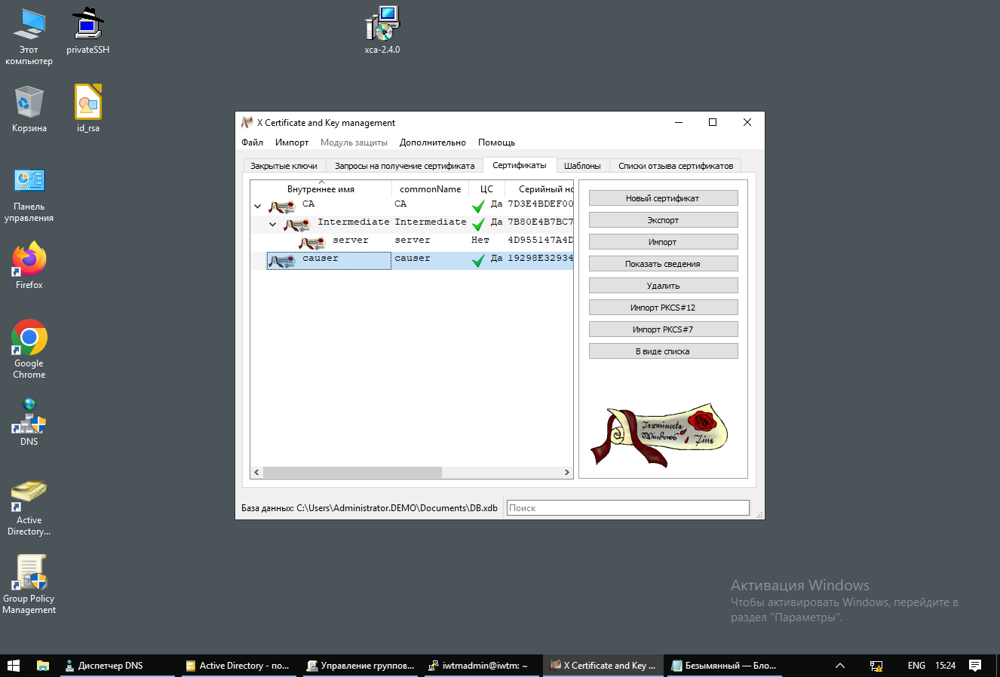 Этот
компьютер
privateSSH
xca-2.4.0
Корзина
id_rsa
Панель
управления
Firefox
Google
Chrome
DNS
Active
Directory...
Group Policy
Management
X Certificate and Key management
Файл Импорт Модуль защиты Дополнительно Помощь
Закрытые ключи Запросы на получение сертификата Сертификаты Шаблоны Списки отзыва сертификатов
Внутреннее имя commonName ЦС Серийный но
CA CA Да 7D3E4BDEF00
Intermediate Intermediate Да 7B80E4B7BC7
server server Нет 4D955147A4D
causer causer Да 19298E32934
Новый сертификат
Экспорт
Импорт
Показать сведения
Удалить
Импорт PKCS#12
Импорт PKCS#7
В виде списка
Terminate
Windows
Fine
База данных: C:\Users\Administrator.DEMO\Documents\DB.xdb Поиск
Активация Windows
Чтобы активировать Windows, перейдите в
раздел "Параметры".
Диспетчер DNS Active Directory - по... Управление группов... iwtmadmin@iwtm: ~ X Certificate and Key ... Безымянный — Бло... ENG 15:24